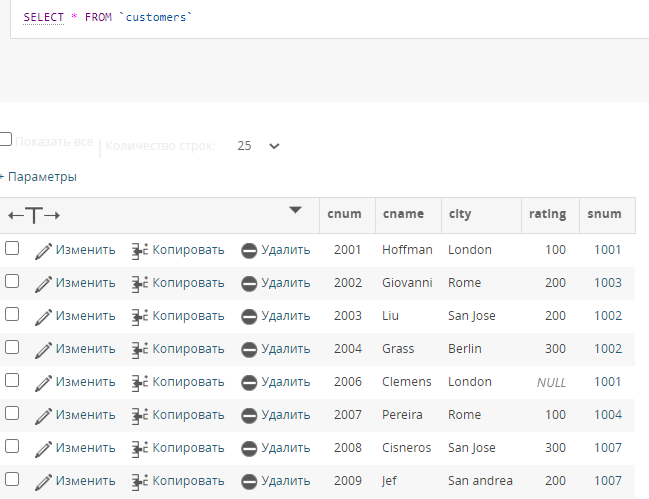 SELECT * FROM `customers`
Показать все | Количество строк: 25
+ Параметры
←T→ cnum cname city rating snum
Изменить Копировать Удалить 2001 Hoffman London 100 1001
Изменить Копировать Удалить 2002 Giovanni Rome 200 1003
Изменить Копировать Удалить 2003 Liu San Jose 200 1002
Изменить Копировать Удалить 2004 Grass Berlin 300 1002
Изменить Копировать Удалить 2006 Clemens London NULL 1001
Изменить Копировать Удалить 2007 Pereira Rome 100 1004
Изменить Копировать Удалить 2008 Cisneros San Jose 300 1007
Изменить Копировать Удалить 2009 Jef San andrea 200 1007